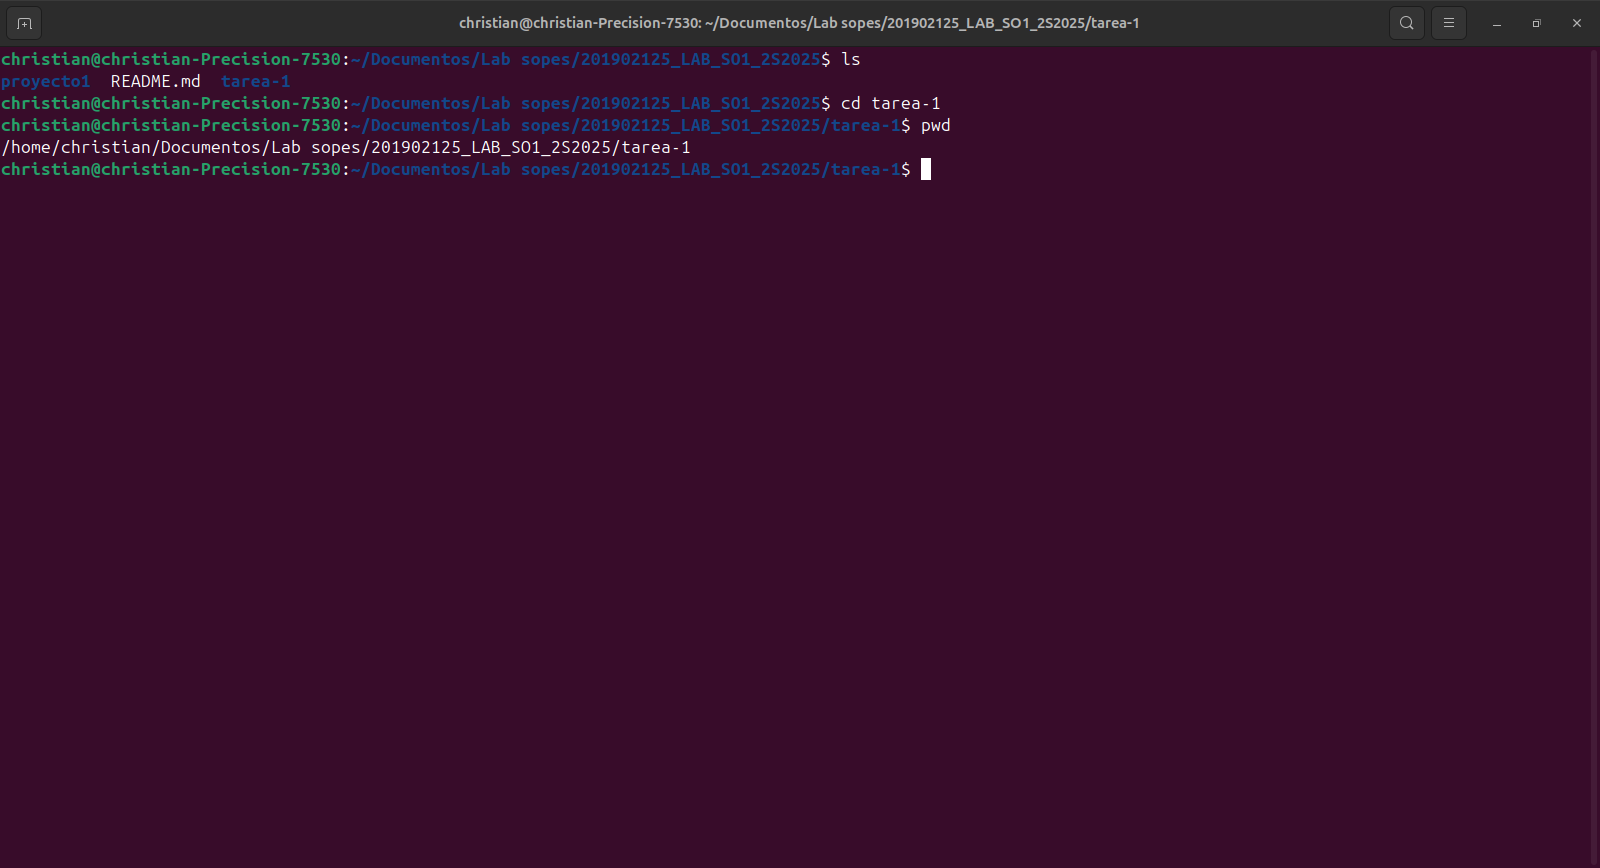 christian@christian-Precision-7530: ~/Documentos/Lab sopes/201902125_LAB_SO1_2S2025/tarea-1
christian@christian-Precision-7530:~/Documentos/Lab sopes/201902125_LAB_SO1_2S2025$ ls
proyecto1  README.md  tarea-1
christian@christian-Precision-7530:~/Documentos/Lab sopes/201902125_LAB_SO1_2S2025$ cd tarea-1
christian@christian-Precision-7530:~/Documentos/Lab sopes/201902125_LAB_SO1_2S2025/tarea-1$ pwd
/home/christian/Documentos/Lab sopes/201902125_LAB_SO1_2S2025/tarea-1
christian@christian-Precision-7530:~/Documentos/Lab sopes/201902125_LAB_SO1_2S2025/tarea-1$